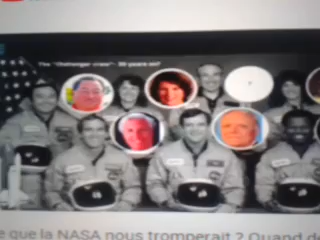 The "Challenger crew" - 30 years on?
e que la NASA nous tromperait ? Quand de